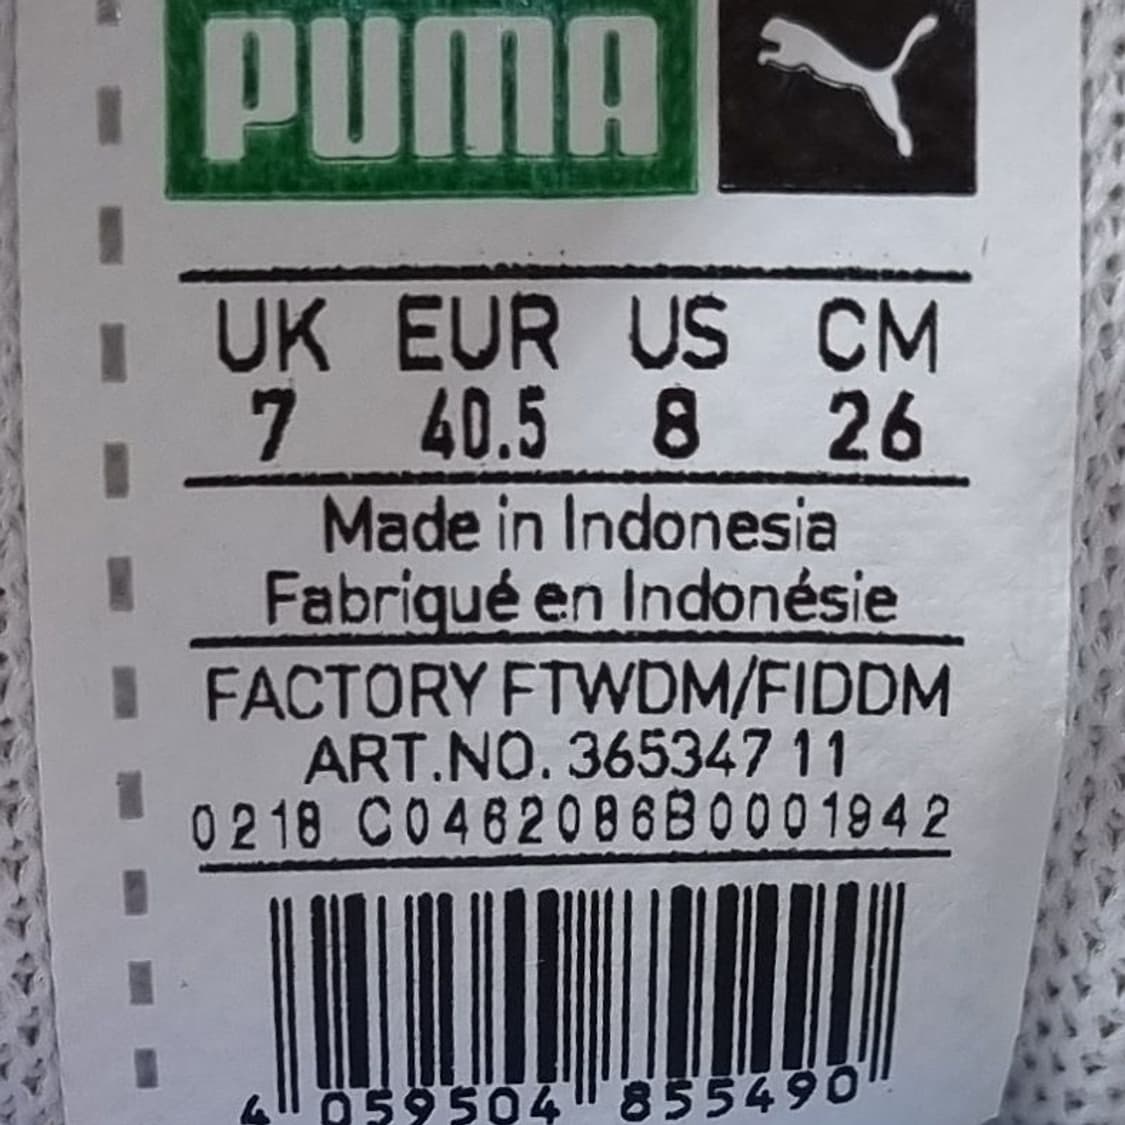 PUMA
UK EUR US CM
7 40.5 8 26
Made in Indonesia
Fabriqué en Indonésie
FACTORY FTWDM/FIDDM
ART.NO. 365347 11
0218 C0462086B0001942
4 059504 855490